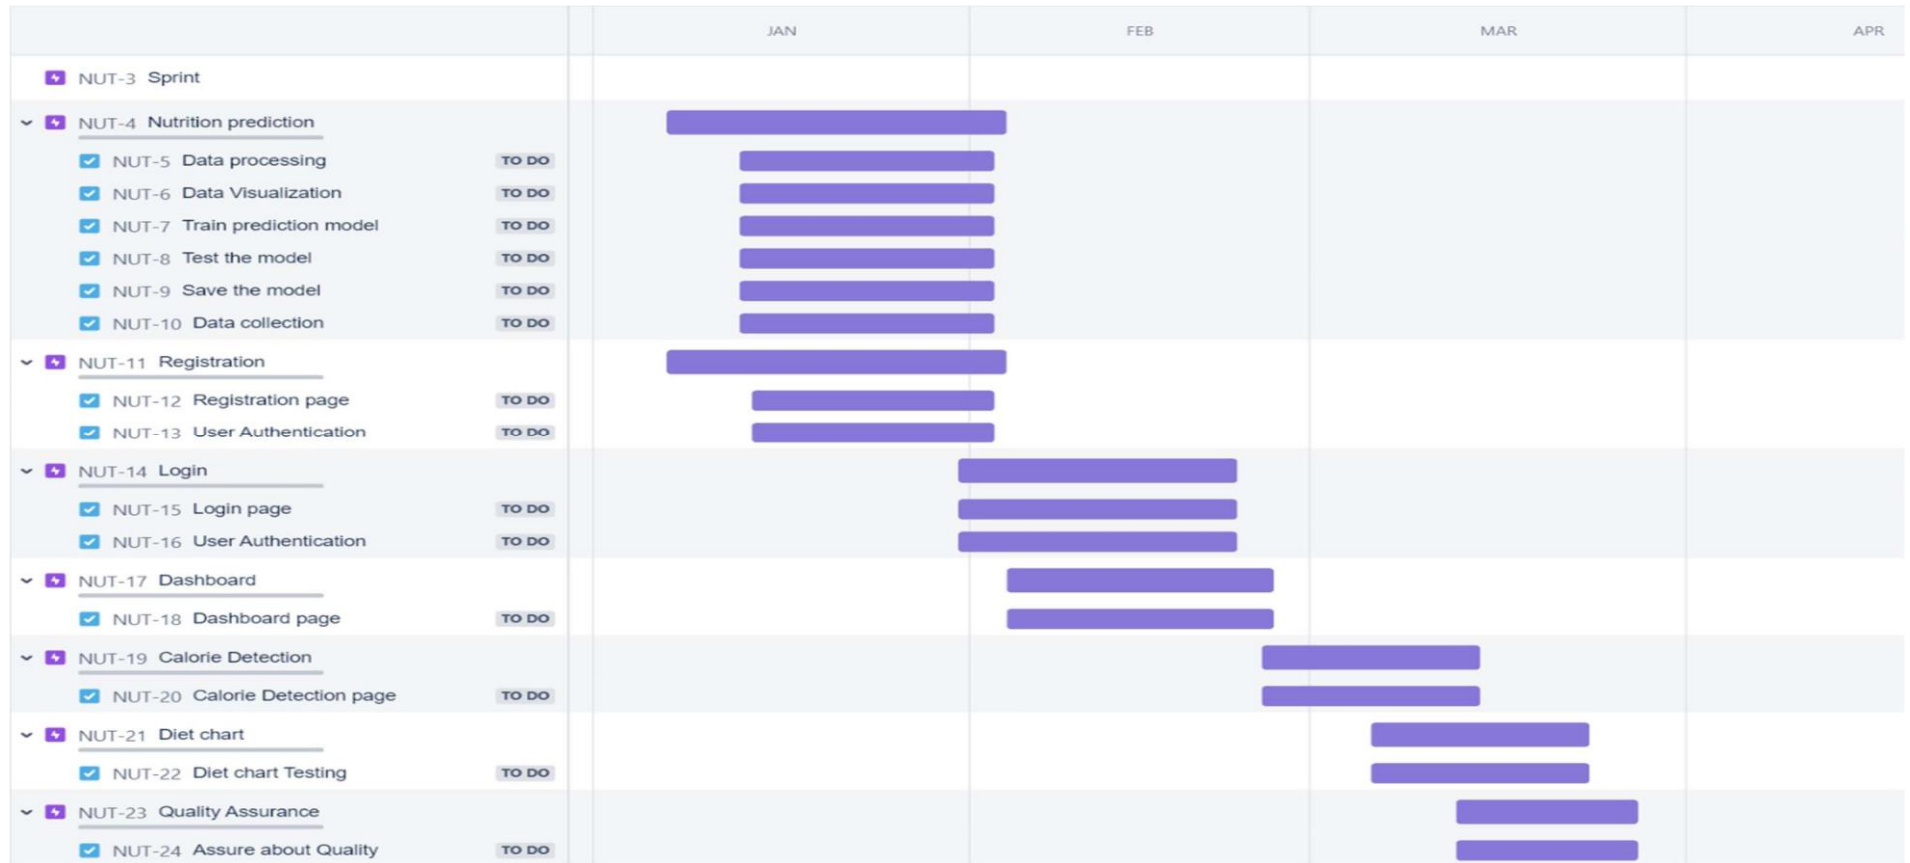 JAN FEB MAR APR
NUT-3 Sprint
NUT-4 Nutrition prediction
NUT-5 Data processing TO DO
NUT-6 Data Visualization TO DO
NUT-7 Train prediction model TO DO
NUT-8 Test the model TO DO
NUT-9 Save the model TO DO
NUT-10 Data collection TO DO
NUT-11 Registration
NUT-12 Registration page TO DO
NUT-13 User Authentication TO DO
NUT-14 Login
NUT-15 Login page TO DO
NUT-16 User Authentication TO DO
NUT-17 Dashboard
NUT-18 Dashboard page TO DO
NUT-19 Calorie Detection
NUT-20 Calorie Detection page TO DO
NUT-21 Diet chart
NUT-22 Diet chart Testing TO DO
NUT-23 Quality Assurance
NUT-24 Assure about Quality TO DO